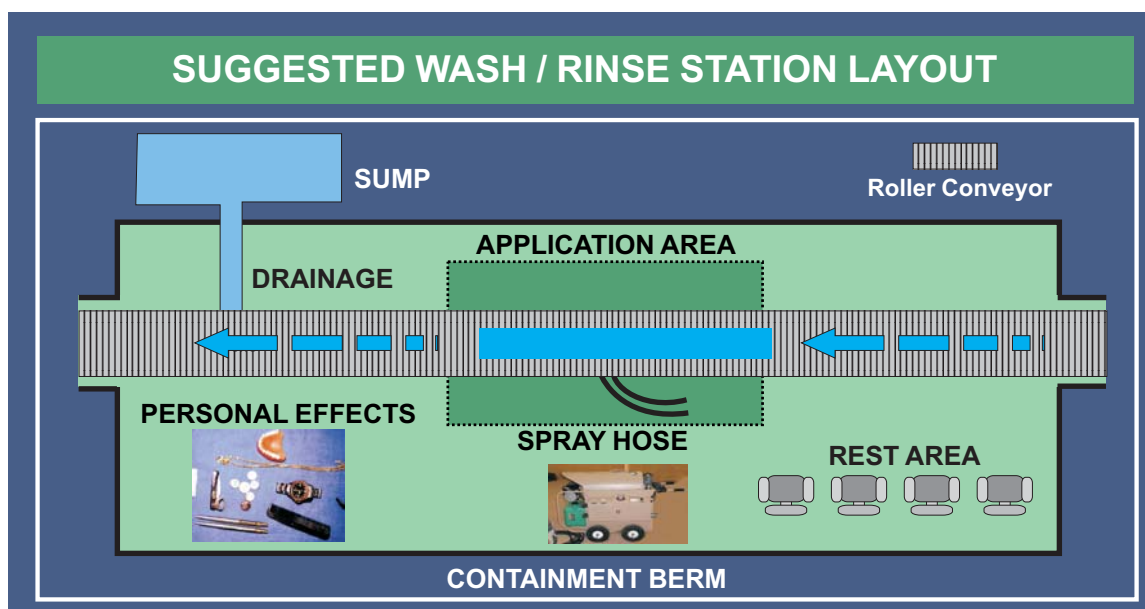 SUGGESTED WASH / RINSE STATION LAYOUT
SUMP
Roller Conveyor
APPLICATION AREA
DRAINAGE
PERSONAL EFFECTS
SPRAY HOSE
REST AREA
CONTAINMENT BERM